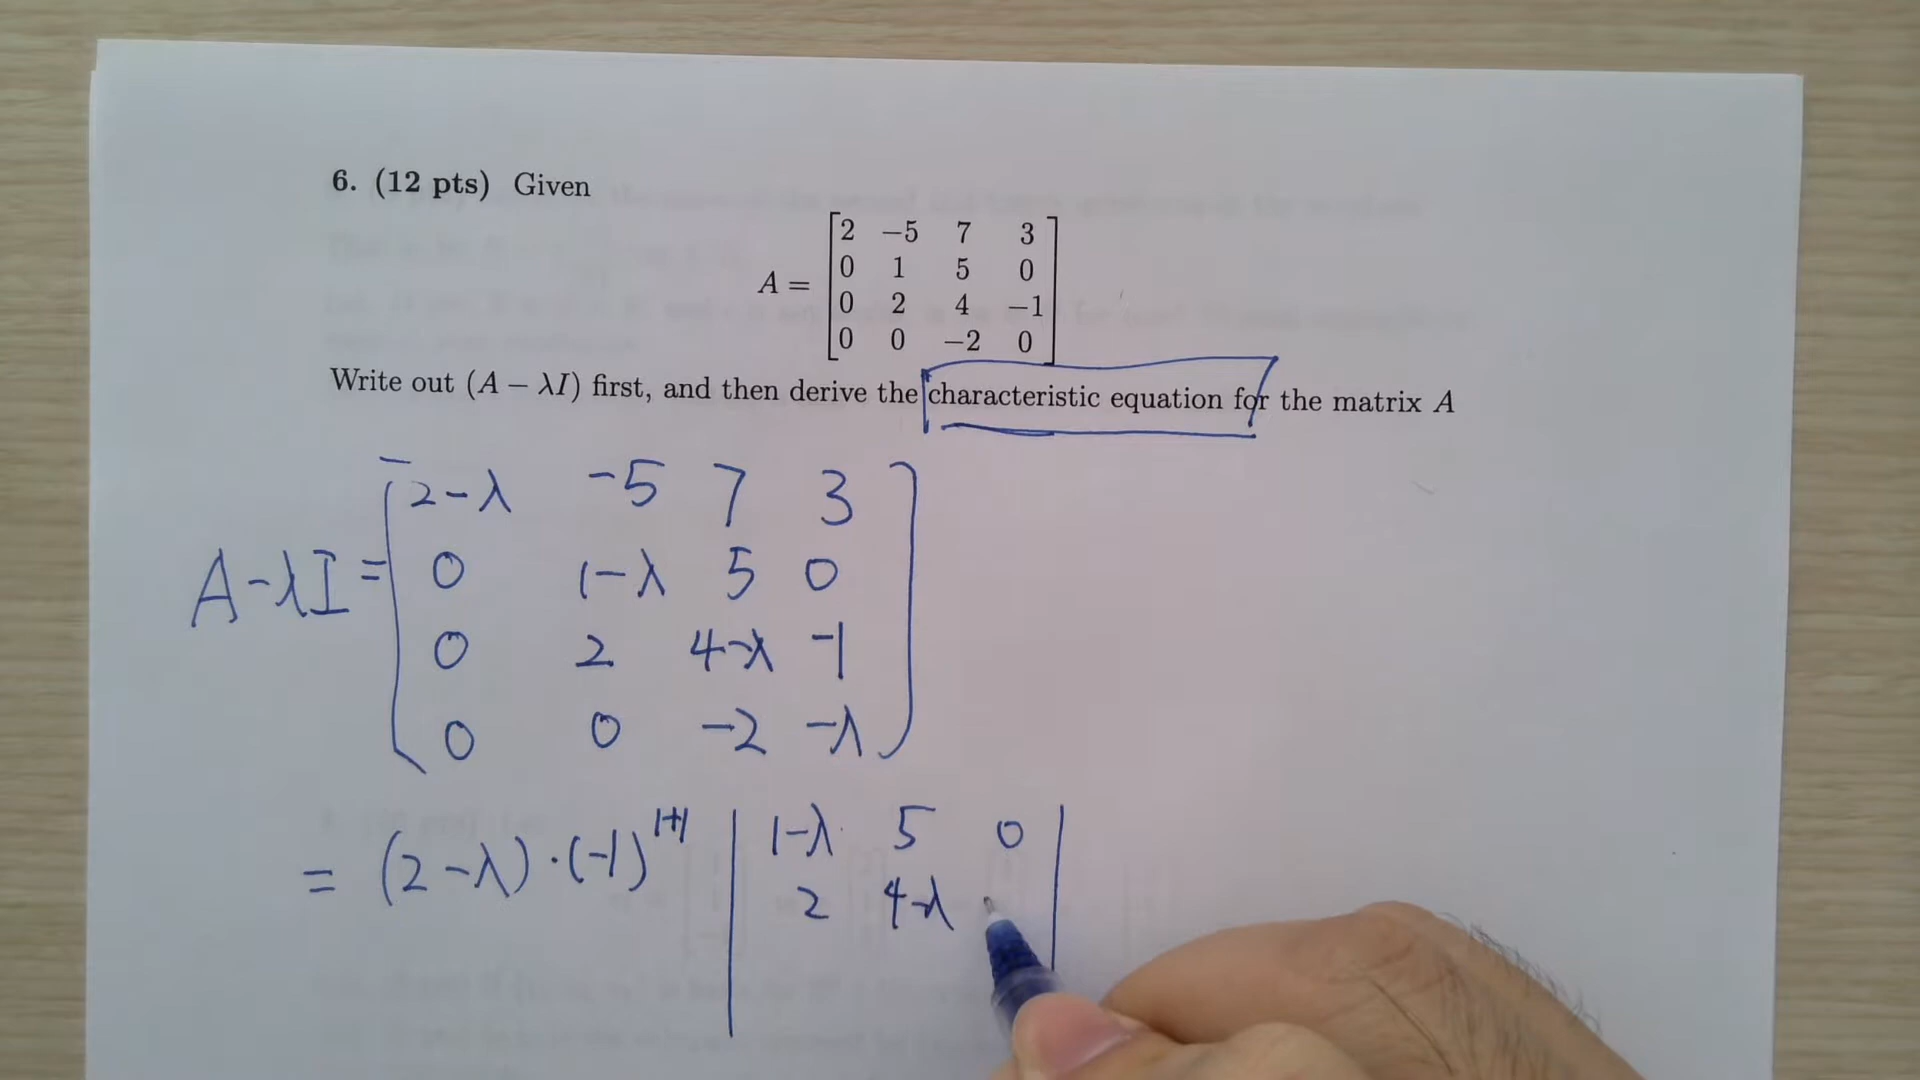 6. (12 pts) Given
2 −5 7 3
0 1 5 0
A =
0 2 4 −1
0 0 −2 0
Write out (A − λI) first, and then derive the characteristic equation for the matrix A
2-λ -5 7 3
0 1-λ 5 0
A-λI =
0 2 4-λ -1
0 0 -2 -λ
= (2-λ)·(-1)^{1+1} | 1-λ 5 0 |
2 4-λ